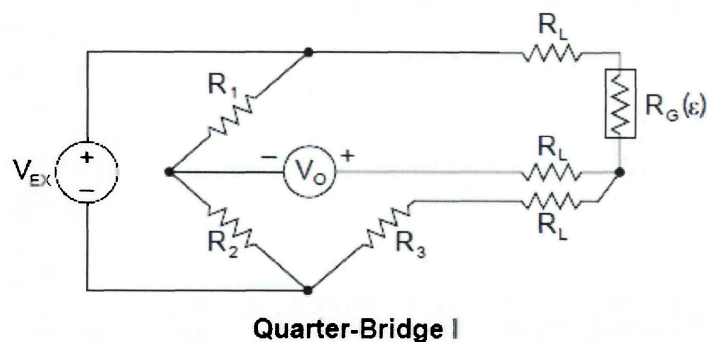 R_L
R_1
R_G(ε)
V_EX
+
−
− V_O +
R_L
R_2
R_3
R_L
Quarter-Bridge I